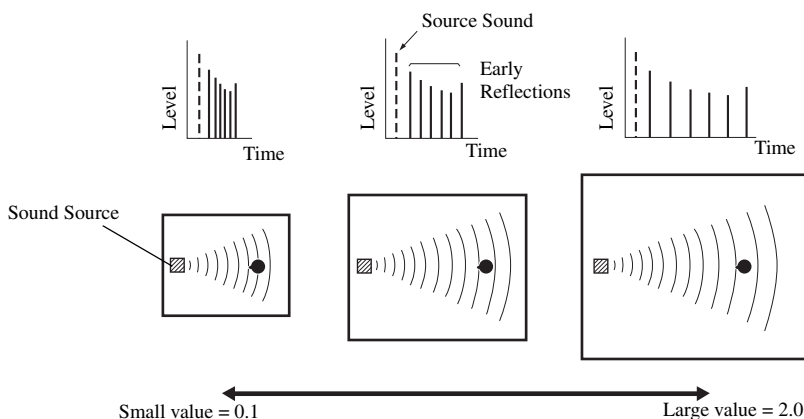 Source Sound
Early
Reflections
Level
Time
Level
Time
Level
Time
Sound Source
Small value = 0.1
Large value = 2.0